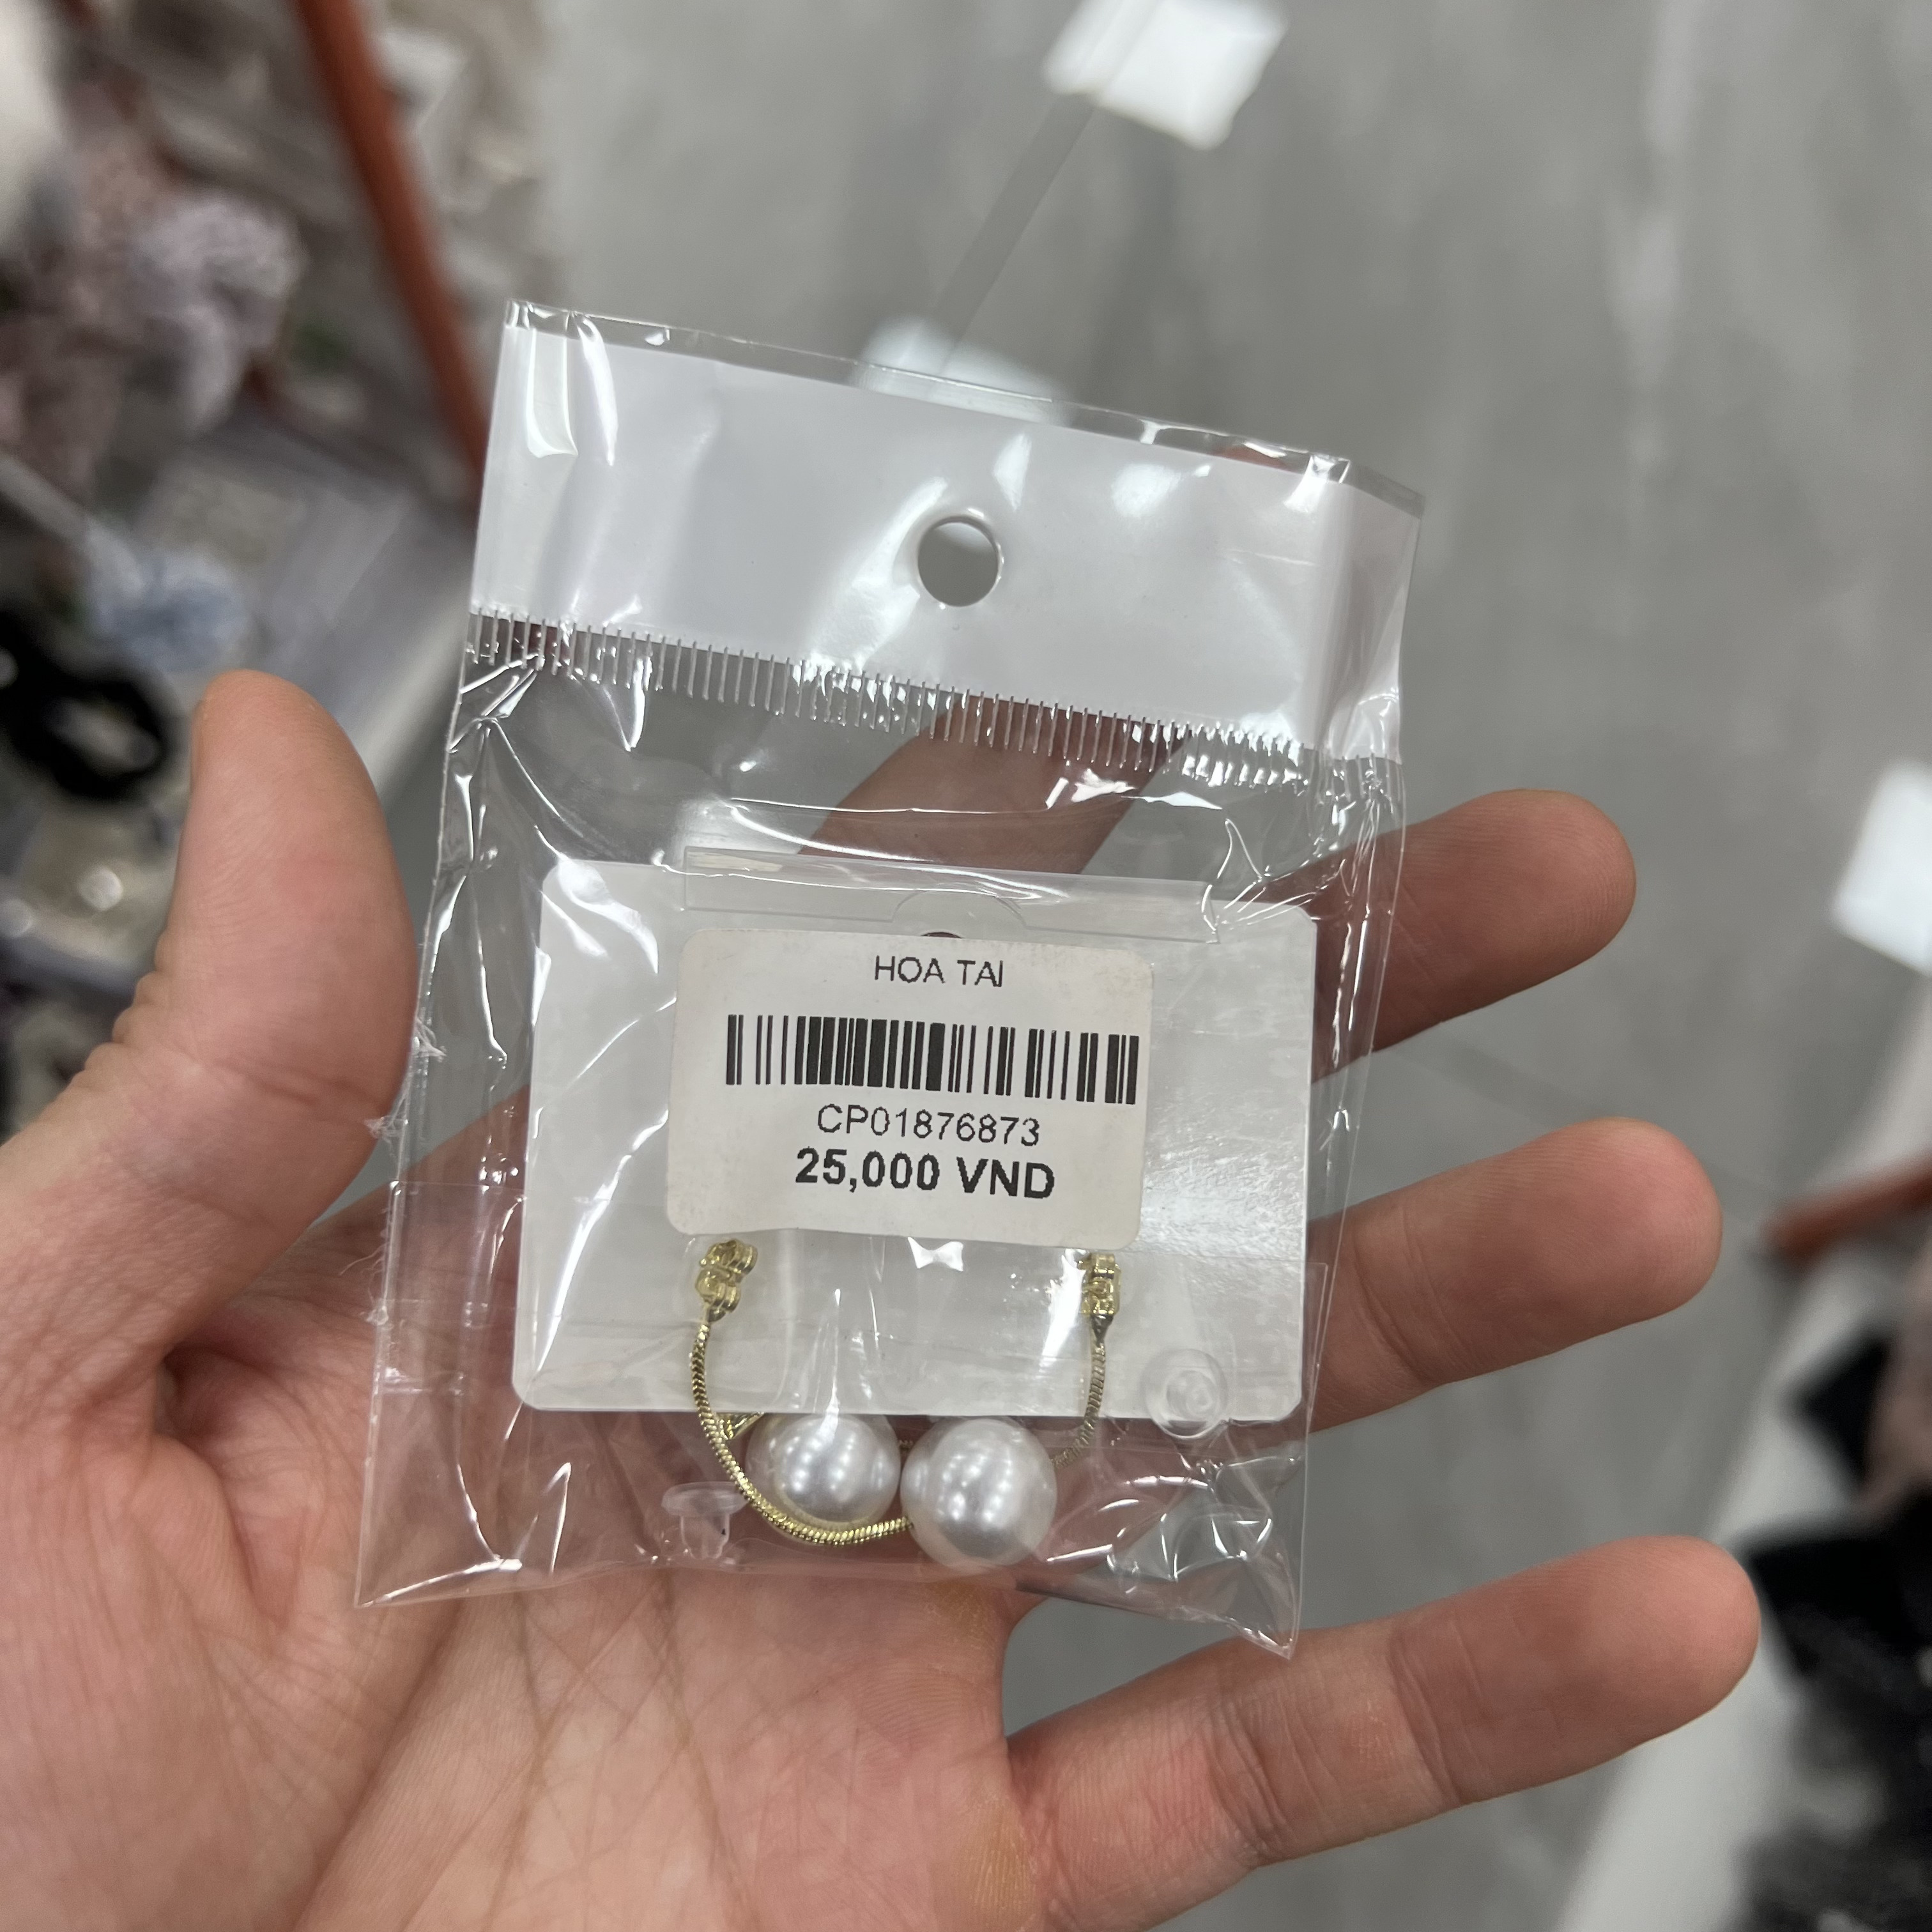 HOA TAI
CP01876873
25,000 VND